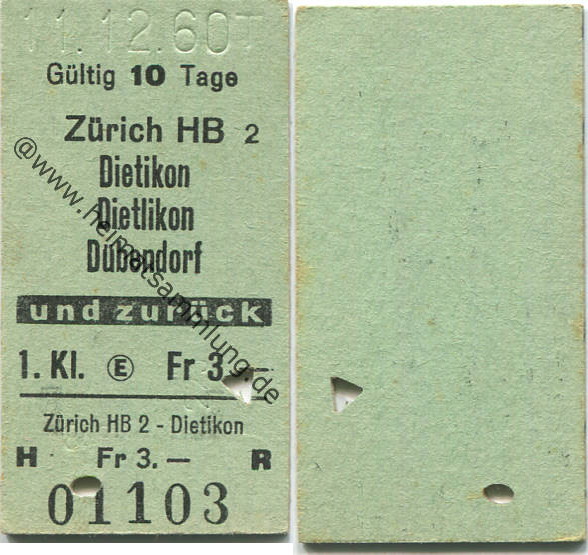 11.12.60T
Gültig 10 Tage
Zürich HB 2
Dietikon
Dietlikon
Dübendorf
und zurück
1. Kl. E Fr 3.—
Zürich HB 2 - Dietikon
H Fr 3.— R
01103
@www.heimatsammlung.de